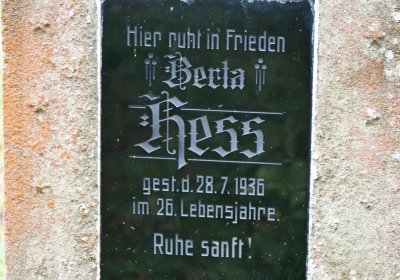 Hier ruht in Frieden
Berta
Hess
gest. d. 28. 7. 1936
im 26. Lebensjahre.
Ruhe sanft!